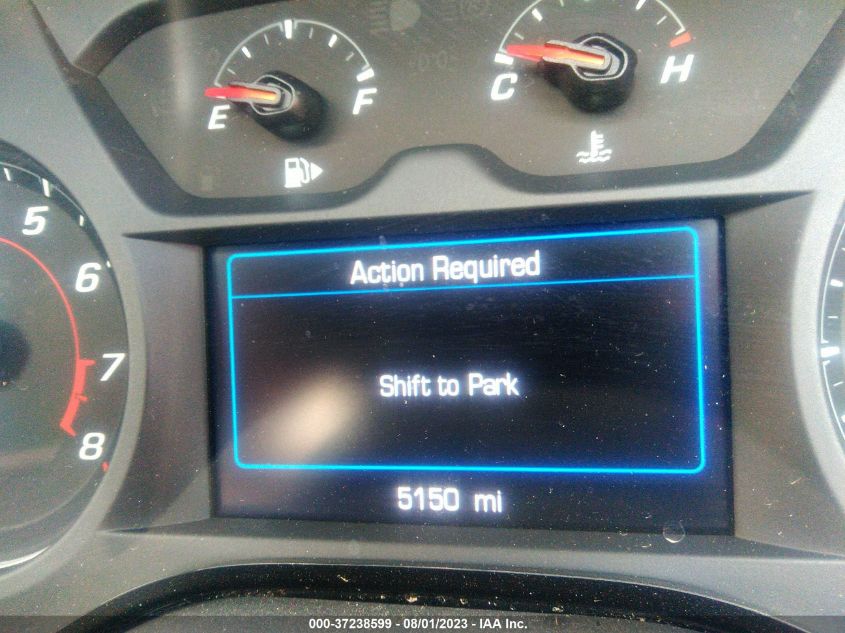 E F
C H
5
6
7
8
Action Required
Shift to Park
5150 mi
000-37238599 - 08/01/2023 - IAA Inc.